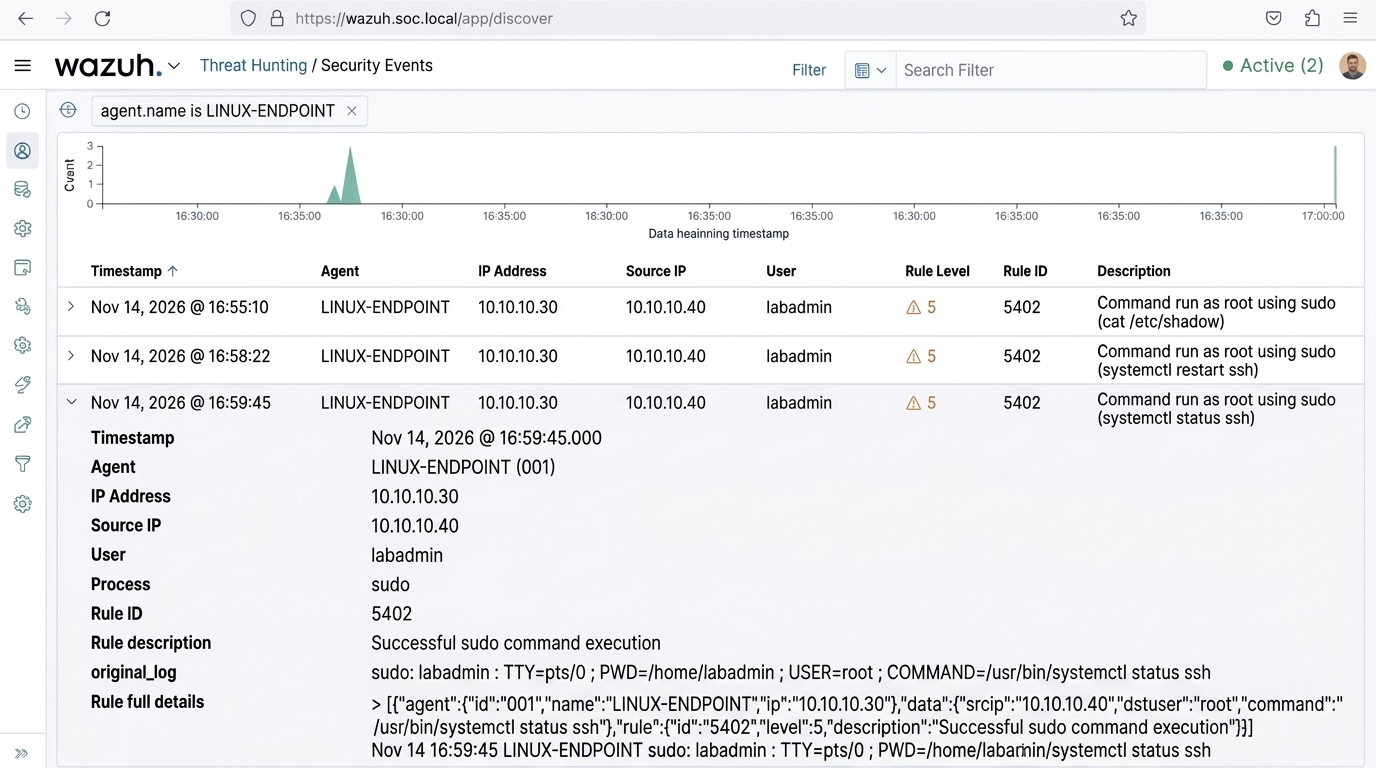 https://wazuh.soc.local/app/discover
wazuh. Threat Hunting / Security Events Filter Search Filter Active (2)
agent.name is LINUX-ENDPOINT ×
Cvent
3
2
1
0
16:30:00 16:35:00 16:30:00 16:35:00 16:30:00 16:35:00 16:35:00 16:30:00 16:35:00 16:35:00 16:35:00 17:00:00
Data heainning timestamp
Timestamp ↑ Agent IP Address Source IP User Rule Level Rule ID Description
Nov 14, 2026 @ 16:55:10 LINUX-ENDPOINT 10.10.10.30 10.10.10.40 labadmin 5 5402 Command run as root using sudo
(cat /etc/shadow)
Nov 14, 2026 @ 16:58:22 LINUX-ENDPOINT 10.10.10.30 10.10.10.40 labadmin 5 5402 Command run as root using sudo
(systemctl restart ssh)
Nov 14, 2026 @ 16:59:45 LINUX-ENDPOINT 10.10.10.30 10.10.10.40 labadmin 5 5402 Command run as root using sudo
(systemctl status ssh)
Timestamp Nov 14, 2026 @ 16:59:45.000
Agent LINUX-ENDPOINT (001)
IP Address 10.10.10.30
Source IP 10.10.10.40
User labadmin
Process sudo
Rule ID 5402
Rule description Successful sudo command execution
original_log sudo: labadmin : TTY=pts/0 ; PWD=/home/labadmin ; USER=root ; COMMAND=/usr/bin/systemctl status ssh
Rule full details > [{"agent":{"id":"001","name":"LINUX-ENDPOINT","ip":"10.10.10.30"},"data":{"srcip":"10.10.10.40","dstuser":"root","command":"
/usr/bin/systemctl status ssh"},"rule":{"id":"5402","level":5,"description":"Successful sudo command execution"}}]
Nov 14 16:59:45 LINUX-ENDPOINT sudo: labadmin : TTY=pts/0 ; PWD=/home/labarnin/systemctl status ssh